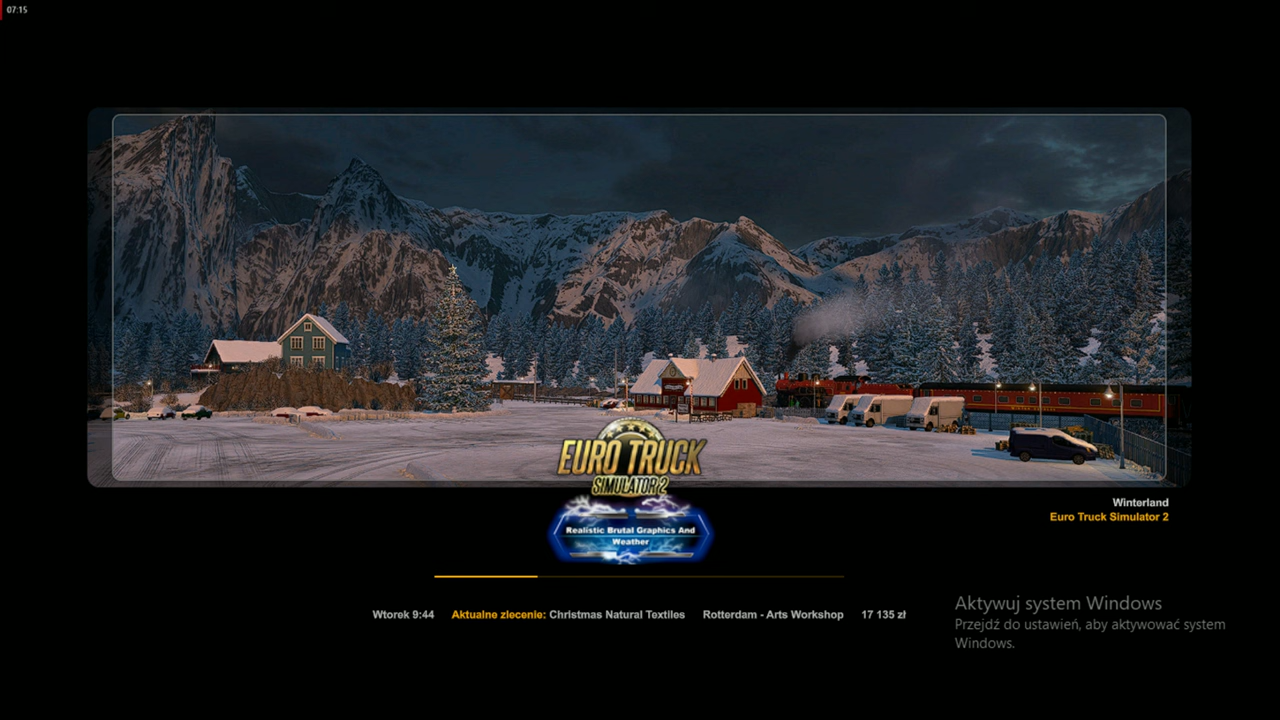 07:15
EURO TRUCK
SIMULATOR 2
Realistic Brutal Graphics And
Weather
Winterland
Euro Truck Simulator 2
Wtorek 9:44 Aktualne zlecenie: Christmas Natural Textiles Rotterdam - Arts Workshop 17 135 zł
Aktywuj system Windows
Przejdź do ustawień, aby aktywować system
Windows.